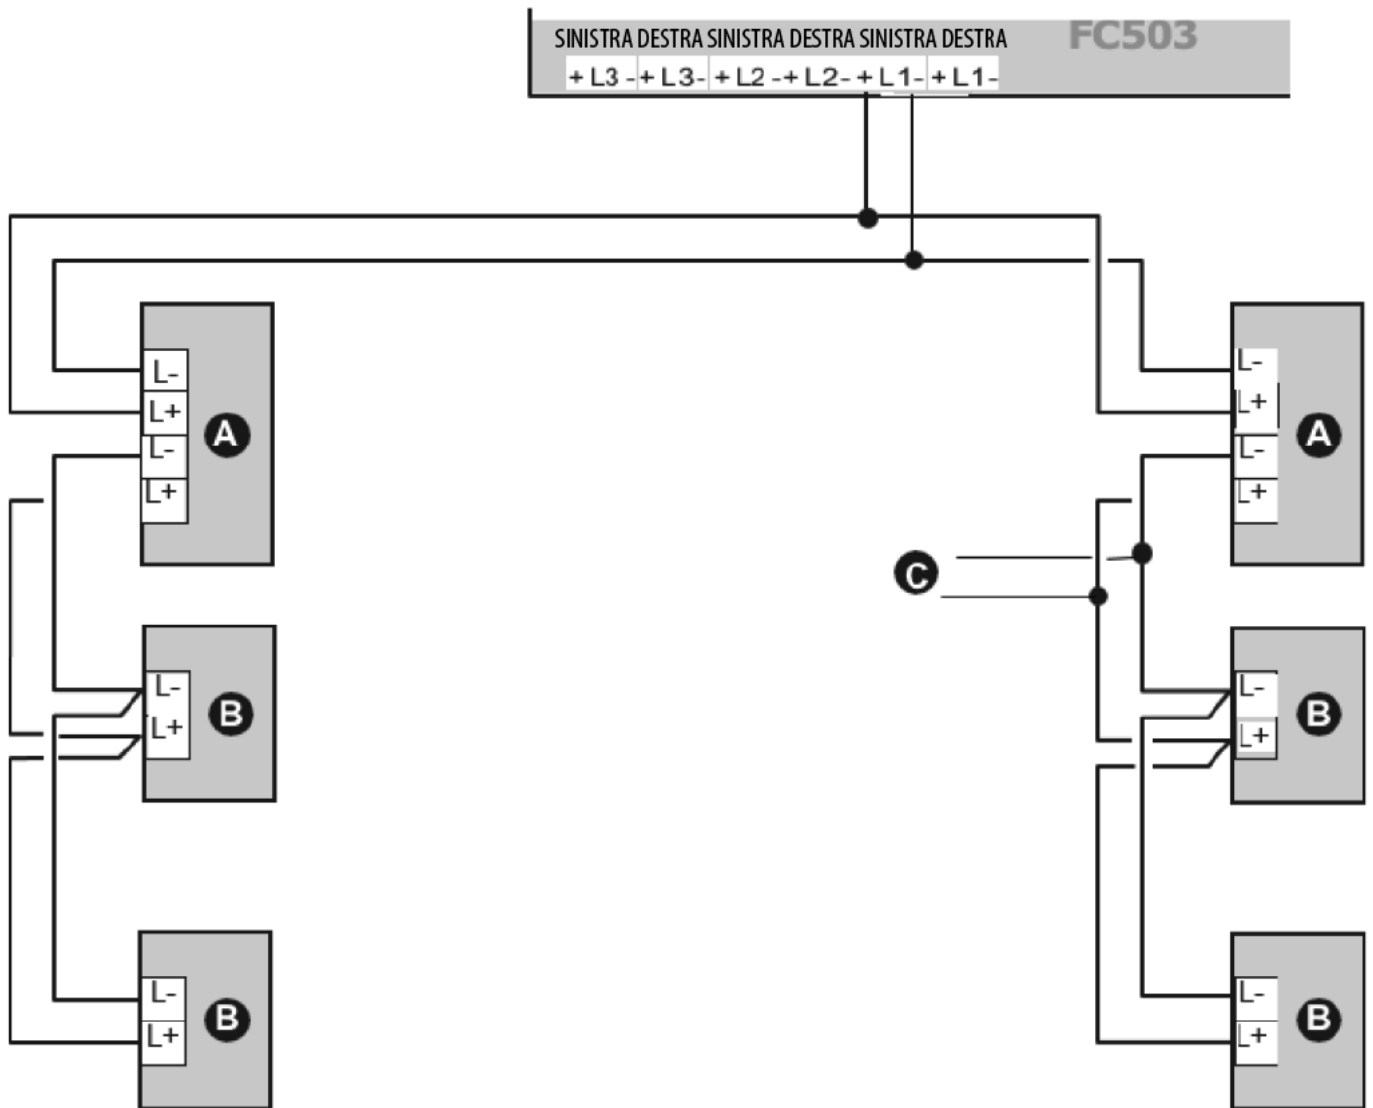 SINISTRA DESTRA SINISTRA DESTRA SINISTRA DESTRA FC503
+ L3 - + L3- + L2 - + L2- + L1- + L1-
L-
L+
L-
L+
A
L-
L+
L-
L+
A
C
L-
L+
B
L-
L+
B
L-
L+
B
L-
L+
B